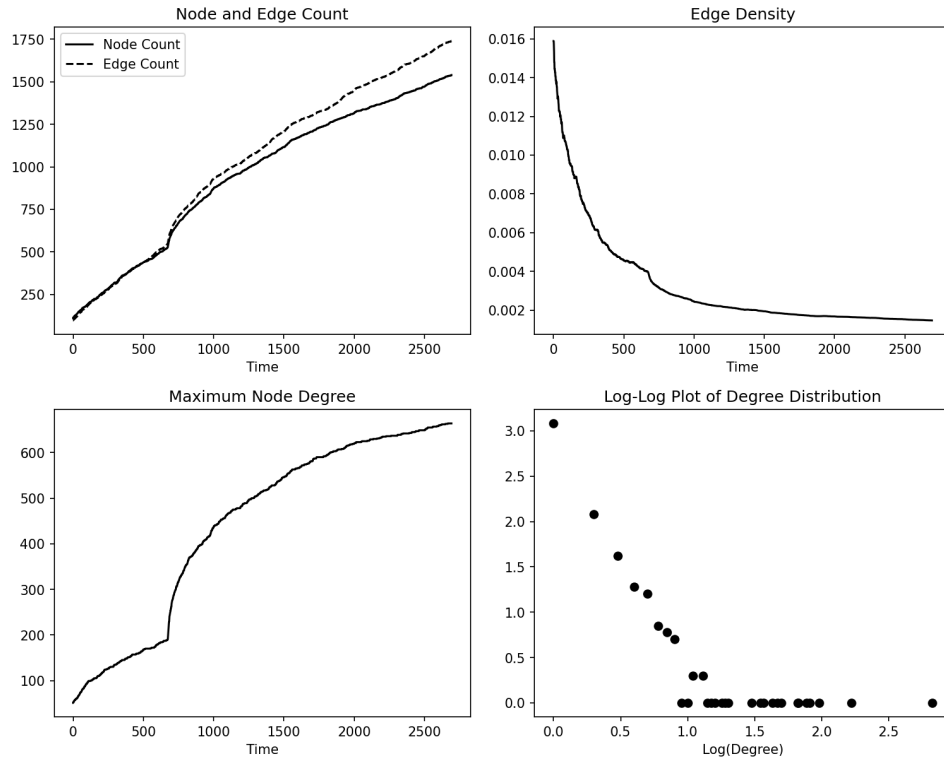 Node and Edge Count
Node Count
Edge Count
1750
1500
1250
1000
750
500
250
0 500 1000 1500 2000 2500
Time
Edge Density
0.016
0.014
0.012
0.010
0.008
0.006
0.004
0.002
0 500 1000 1500 2000 2500
Time
Maximum Node Degree
600
500
400
300
200
100
0 500 1000 1500 2000 2500
Time
Log-Log Plot of Degree Distribution
3.0
2.5
2.0
1.5
1.0
0.5
0.0
0.0 0.5 1.0 1.5 2.0 2.5
Log(Degree)